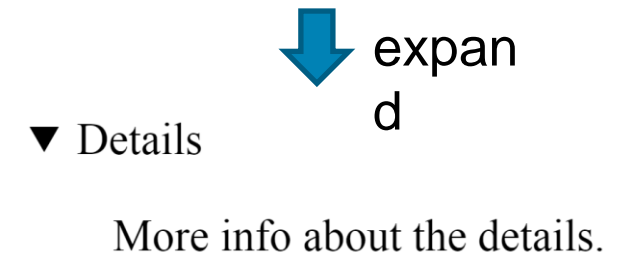 expan
d
▼ Details
More info about the details.